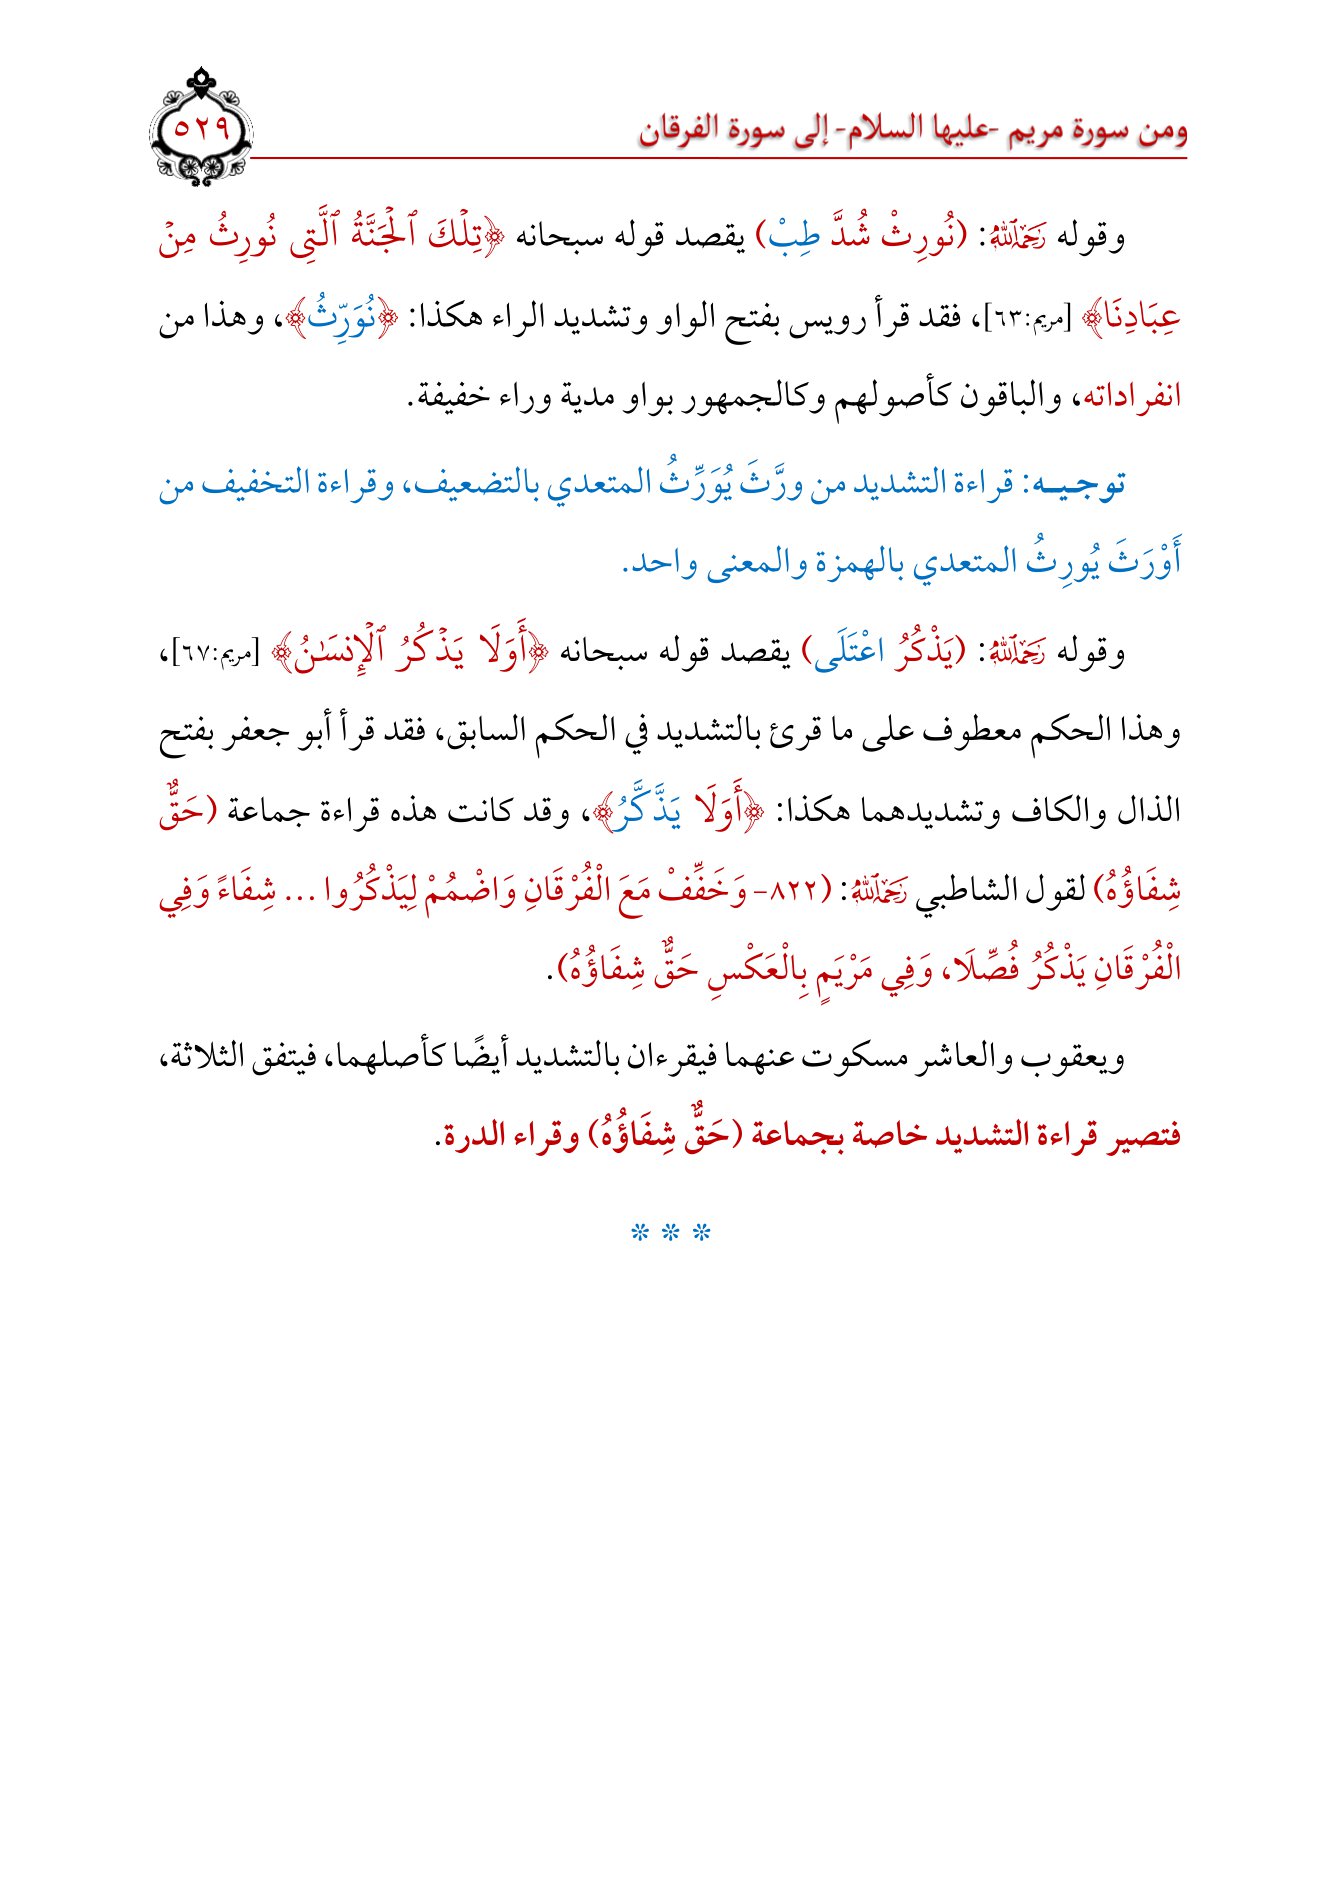 ومن سورة مريم -عليها السلام- إلى سورة الفرقان
٥٢٩
وقوله رَحِمَهُ ٱللَّهُ: (نُورِثْ شُدَّ طِبْ) يقصد قوله سبحانه ﴿تِلۡكَ ٱلۡجَنَّةُ ٱلَّتِي نُورِثُ مِنۡ
عِبَادِنَا﴾ [مريم:٦٣]، فقد قرأ رويس بفتح الواو وتشديد الراء هكذا: ﴿نُوَرِّثُ﴾، وهذا من
انفراداته، والباقون كأصولهم وكالجمهور بواو مدية وراء خفيفة.
توجـيــه: قراءة التشديد من ورَّثَ يُوَرِّثُ المتعدي بالتضعيف، وقراءة التخفيف من
أَوْرَثَ يُورِثُ المتعدي بالهمزة والمعنى واحد.
وقوله رَحِمَهُ ٱللَّهُ: (يَذْكُرُ اعْتَلَى) يقصد قوله سبحانه ﴿أَوَلَا يَذۡكُرُ ٱلۡإِنسَٰنُ﴾ [مريم:٦٧]،
وهذا الحكم معطوف على ما قرئ بالتشديد في الحكم السابق، فقد قرأ أبو جعفر بفتح
الذال والكاف وتشديدهما هكذا: ﴿أَوَلَا يَذَّكَّرُ﴾، وقد كانت هذه قراءة جماعة (حَقٌّ
شِفَاؤُهُ) لقول الشاطبي رَحِمَهُ ٱللَّهُ: (٨٢٢- وَخَفِّفْ مَعَ الْفُرْقَانِ وَاضْمُمْ لِيَذْكُرُوا ... شِفَاءً وَفِي
الْفُرْقَانِ يَذْكُرُ فُصِّلَا، وَفِي مَرْيَمٍ بِالْعَكْسِ حَقٌّ شِفَاؤُهُ).
ويعقوب والعاشر مسكوت عنهما فيقرءان بالتشديد أيضًا كأصلهما، فيتفق الثلاثة،
فتصير قراءة التشديد خاصة بجماعة (حَقٌّ شِفَاؤُهُ) وقراء الدرة.
* * *